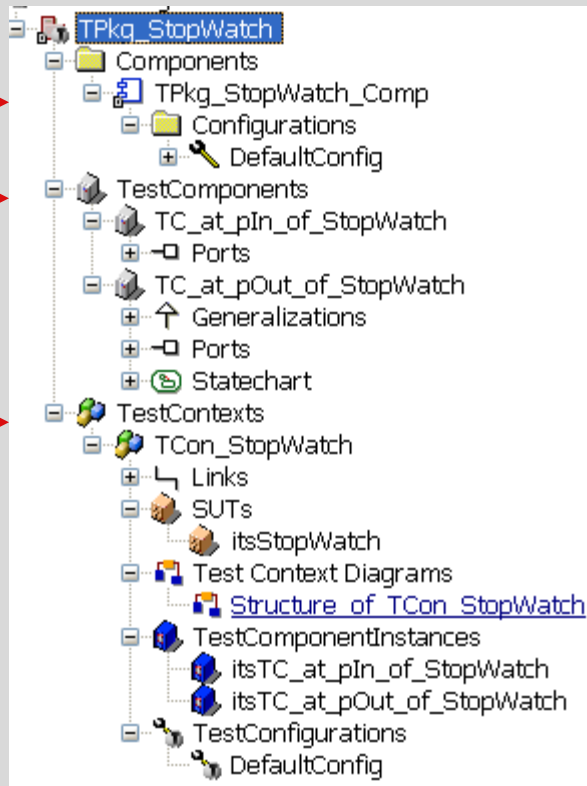 TPkg_StopWatch
Components
TPkg_StopWatch_Comp
Configurations
DefaultConfig
TestComponents
TC_at_pIn_of_StopWatch
Ports
TC_at_pOut_of_StopWatch
Generalizations
Ports
Statechart
TestContexts
TCon_StopWatch
Links
SUTs
itsStopWatch
Test Context Diagrams
Structure_of_TCon_StopWatch
TestComponentInstances
itsTC_at_pIn_of_StopWatch
itsTC_at_pOut_of_StopWatch
TestConfigurations
DefaultConfig